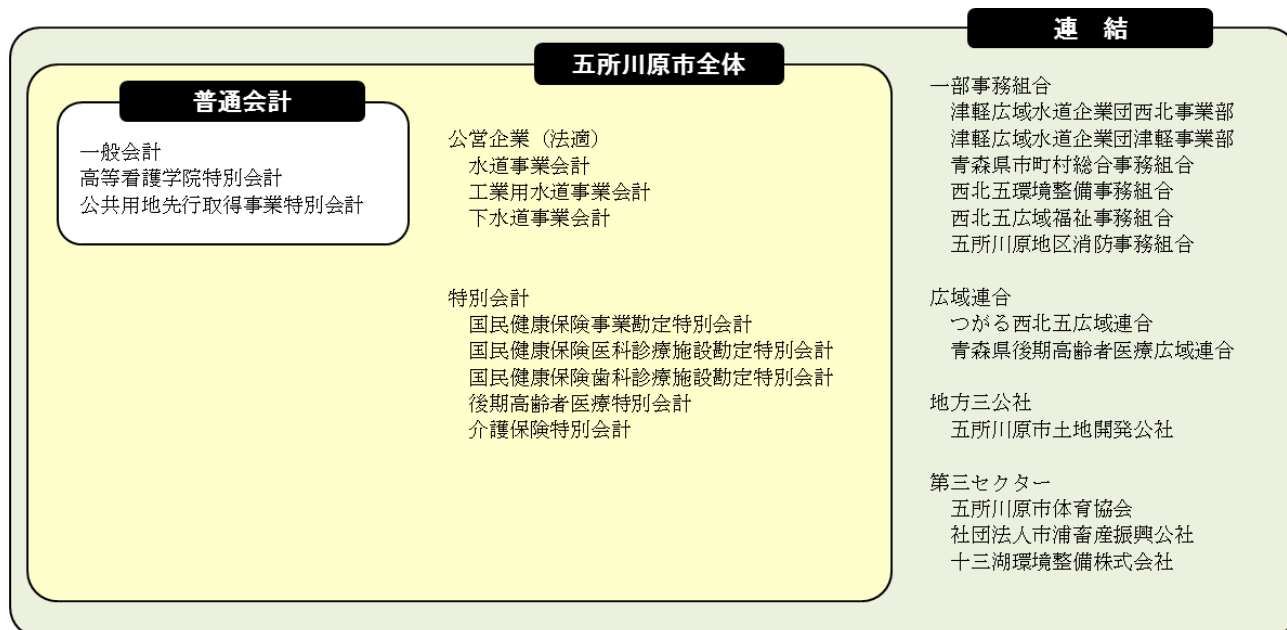 連　結
五所川原市全体
普通会計
一般会計
高等看護学院特別会計
公共用地先行取得事業特別会計
公営企業（法適）
水道事業会計
工業用水道事業会計
下水道事業会計
特別会計
国民健康保険事業勘定特別会計
国民健康保険医科診療施設勘定特別会計
国民健康保険歯科診療施設勘定特別会計
後期高齢者医療特別会計
介護保険特別会計
一部事務組合
津軽広域水道企業団西北事業部
津軽広域水道企業団津軽事業部
青森県市町村総合事務組合
西北五環境整備事務組合
西北五広域福祉事務組合
五所川原地区消防事務組合
広域連合
つがる西北五広域連合
青森県後期高齢者医療広域連合
地方三公社
五所川原市土地開発公社
第三セクター
五所川原市体育協会
社団法人市浦畜産振興公社
十三湖環境整備株式会社